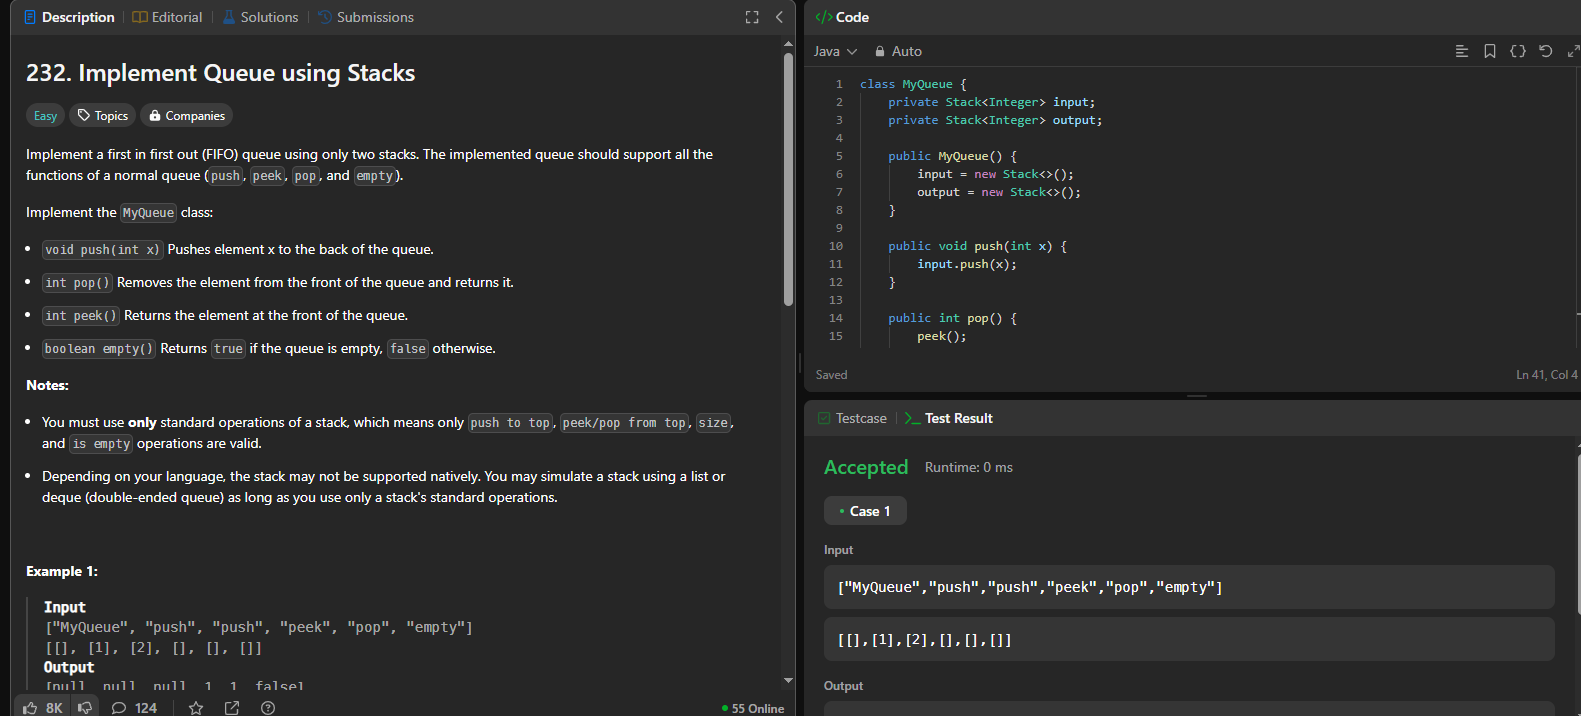 Description
Editorial
Solutions
Submissions
232. Implement Queue using Stacks
Easy
Topics
Companies
Implement a first in first out (FIFO) queue using only two stacks. The implemented queue should support all the
functions of a normal queue (push, peek, pop, and empty).
Implement the MyQueue class:
• void push(int x) Pushes element x to the back of the queue.
• int pop() Removes the element from the front of the queue and returns it.
• int peek() Returns the element at the front of the queue.
• boolean empty() Returns true if the queue is empty, false otherwise.
Notes:
• You must use only standard operations of a stack, which means only push to top, peek/pop from top, size,
and is empty operations are valid.
• Depending on your language, the stack may not be supported natively. You may simulate a stack using a list or
deque (double-ended queue) as long as you use only a stack's standard operations.
Example 1:
Input
["MyQueue", "push", "push", "peek", "pop", "empty"]
[[], [1], [2], [], [], []]
Output
[null, null, null, 1, 1, false]
8K
124
55 Online
</> Code
Java
Auto
1 class MyQueue {
2 private Stack<Integer> input;
3 private Stack<Integer> output;
4
5 public MyQueue() {
6 input = new Stack<>();
7 output = new Stack<>();
8 }
9
10 public void push(int x) {
11 input.push(x);
12 }
13
14 public int pop() {
15 peek();
Saved
Ln 41, Col 4
Testcase
>_ Test Result
Accepted
Runtime: 0 ms
• Case 1
Input
["MyQueue","push","push","peek","pop","empty"]
[[],[1],[2],[],[],[]]
Output